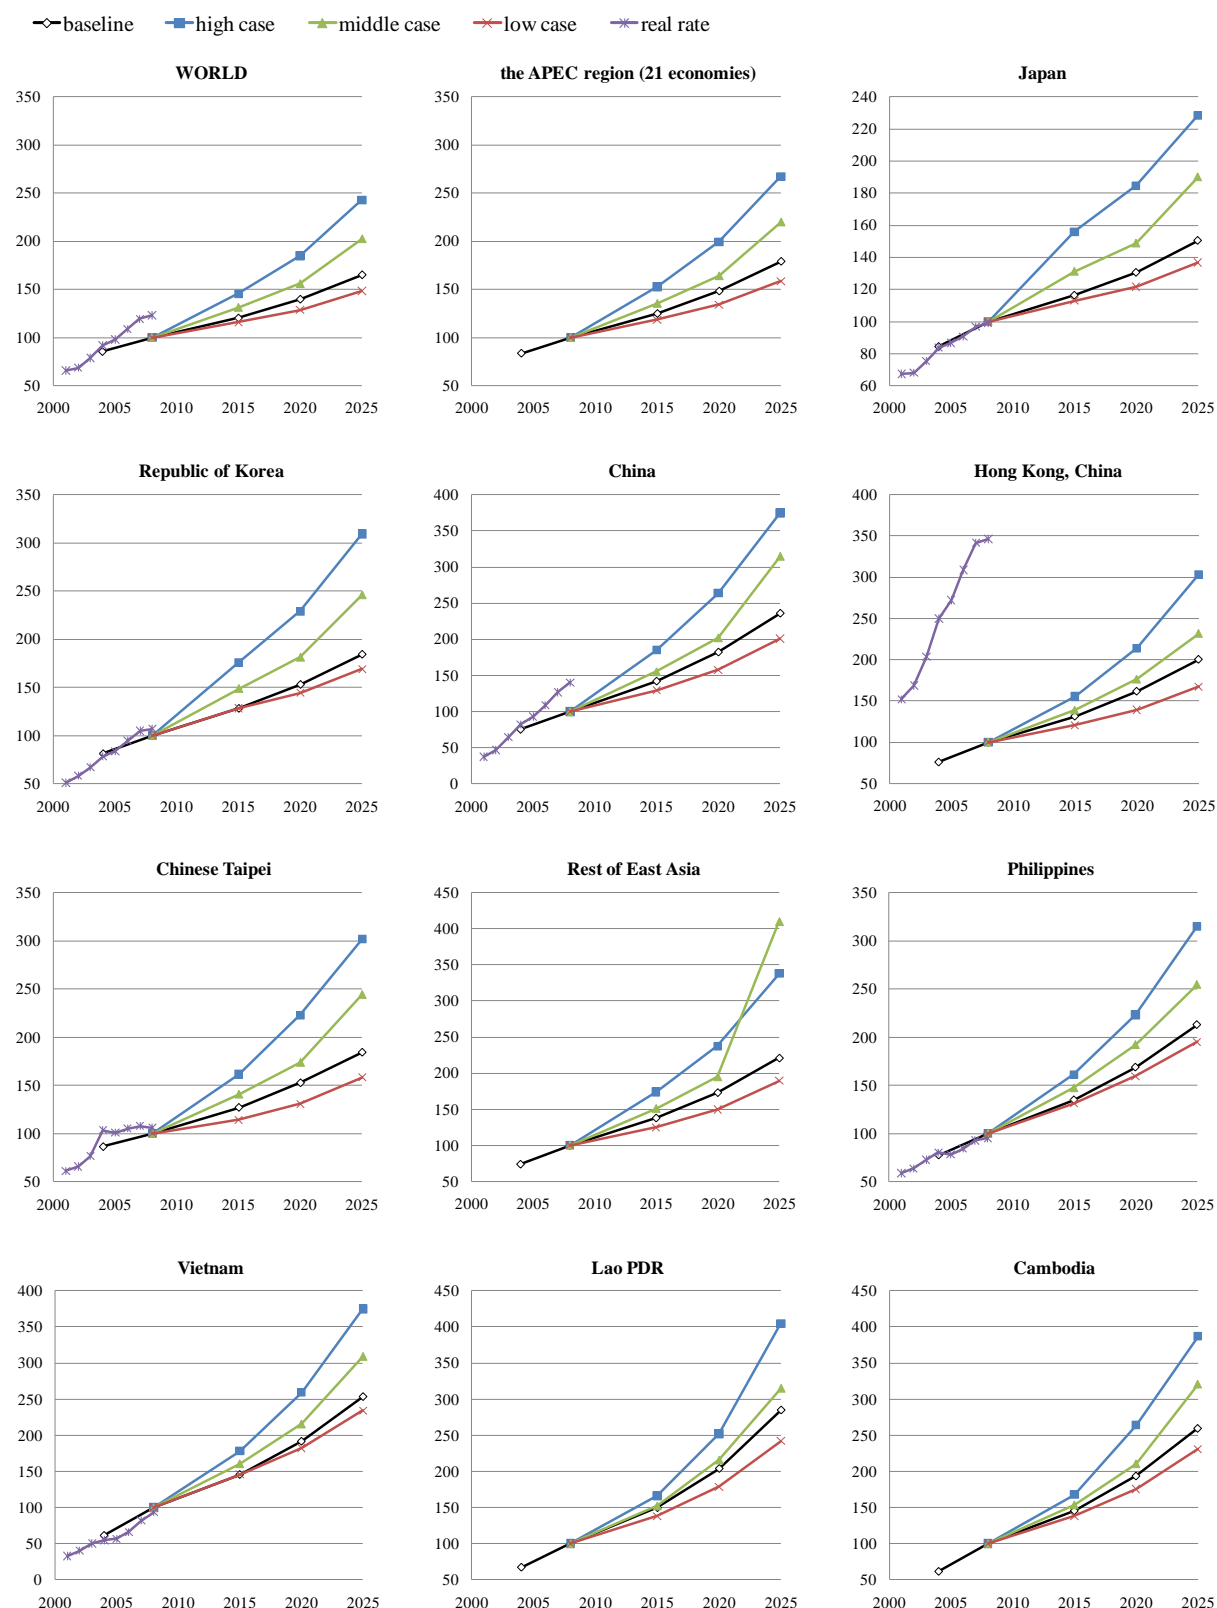 baseline high case middle case low case real rate
WORLD the APEC region (21 economies) Japan
350 350 240
300 300 220
250 250 200
200 200 180
150 150 160
100 100 140
50 50 120
100
80
60
2000 2005 2010 2015 2020 2025 2000 2005 2010 2015 2020 2025 2000 2005 2010 2015 2020 2025
Republic of Korea China Hong Kong, China
350 400 400
300 350 350
250 300 300
200 250 250
150 200 200
100 150 150
50 100 100
50 50
0
2000 2005 2010 2015 2020 2025 2000 2005 2010 2015 2020 2025 2000 2005 2010 2015 2020 2025
Chinese Taipei Rest of East Asia Philippines
350 450 350
300 400 300
250 350 250
200 300 200
150 250 150
100 200 100
50 150 50
100
50
2000 2005 2010 2015 2020 2025 2000 2005 2010 2015 2020 2025 2000 2005 2010 2015 2020 2025
Vietnam Lao PDR Cambodia
400 450 450
350 400 400
300 350 350
250 300 300
200 250 250
150 200 200
100 150 150
50 100 100
0 50 50
2000 2005 2010 2015 2020 2025 2000 2005 2010 2015 2020 2025 2000 2005 2010 2015 2020 2025